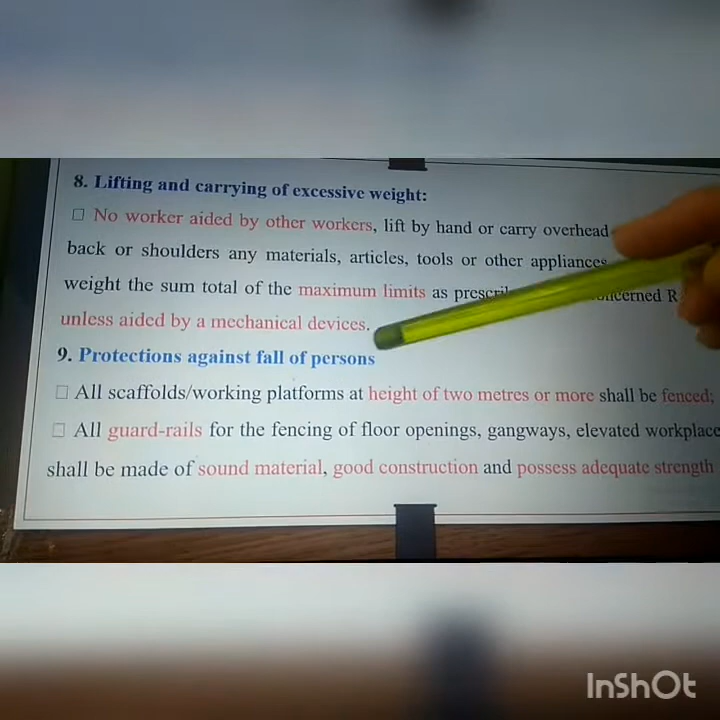 8. Lifting and carrying of excessive weight:
□ No worker aided by other workers, lift by hand or carry overhead
back or shoulders any materials, articles, tools or other appliances
weight the sum total of the maximum limits as R
unless aided by a mechanical devices.
9. Protections against fall of persons
□ All scaffolds/working platforms at height of two metres or more shall be fenced;
□ All guard-rails for the fencing of floor openings, gangways, elevated workplace
shall be made of sound material, good construction and possess adequate strength
InShOt